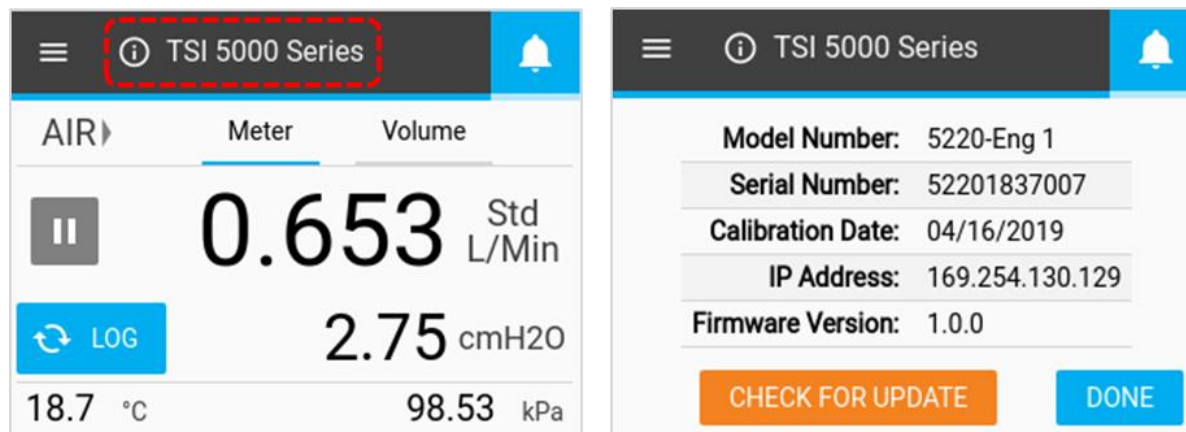 TSI 5000 Series
AIR
Meter
Volume
0.653 Std L/Min
LOG
2.75 cmH2O
18.7 °C
98.53 kPa
TSI 5000 Series
Model Number: 5220-Eng 1
Serial Number: 52201837007
Calibration Date: 04/16/2019
IP Address: 169.254.130.129
Firmware Version: 1.0.0
CHECK FOR UPDATE
DONE